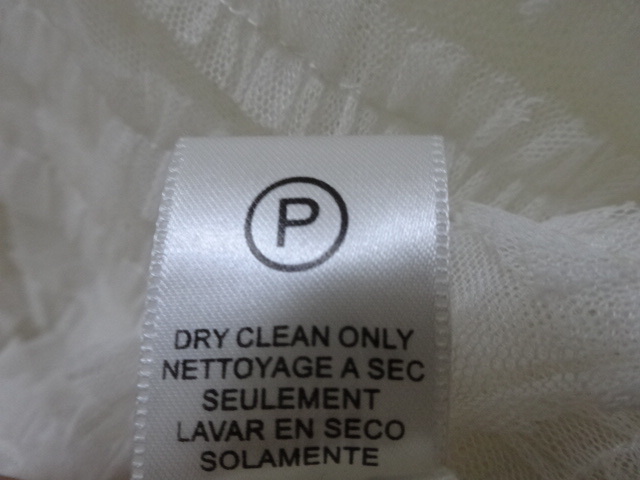 P
DRY CLEAN ONLY
NETTOYAGE A SEC
SEULEMENT
LAVAR EN SECO
SOLAMENTE